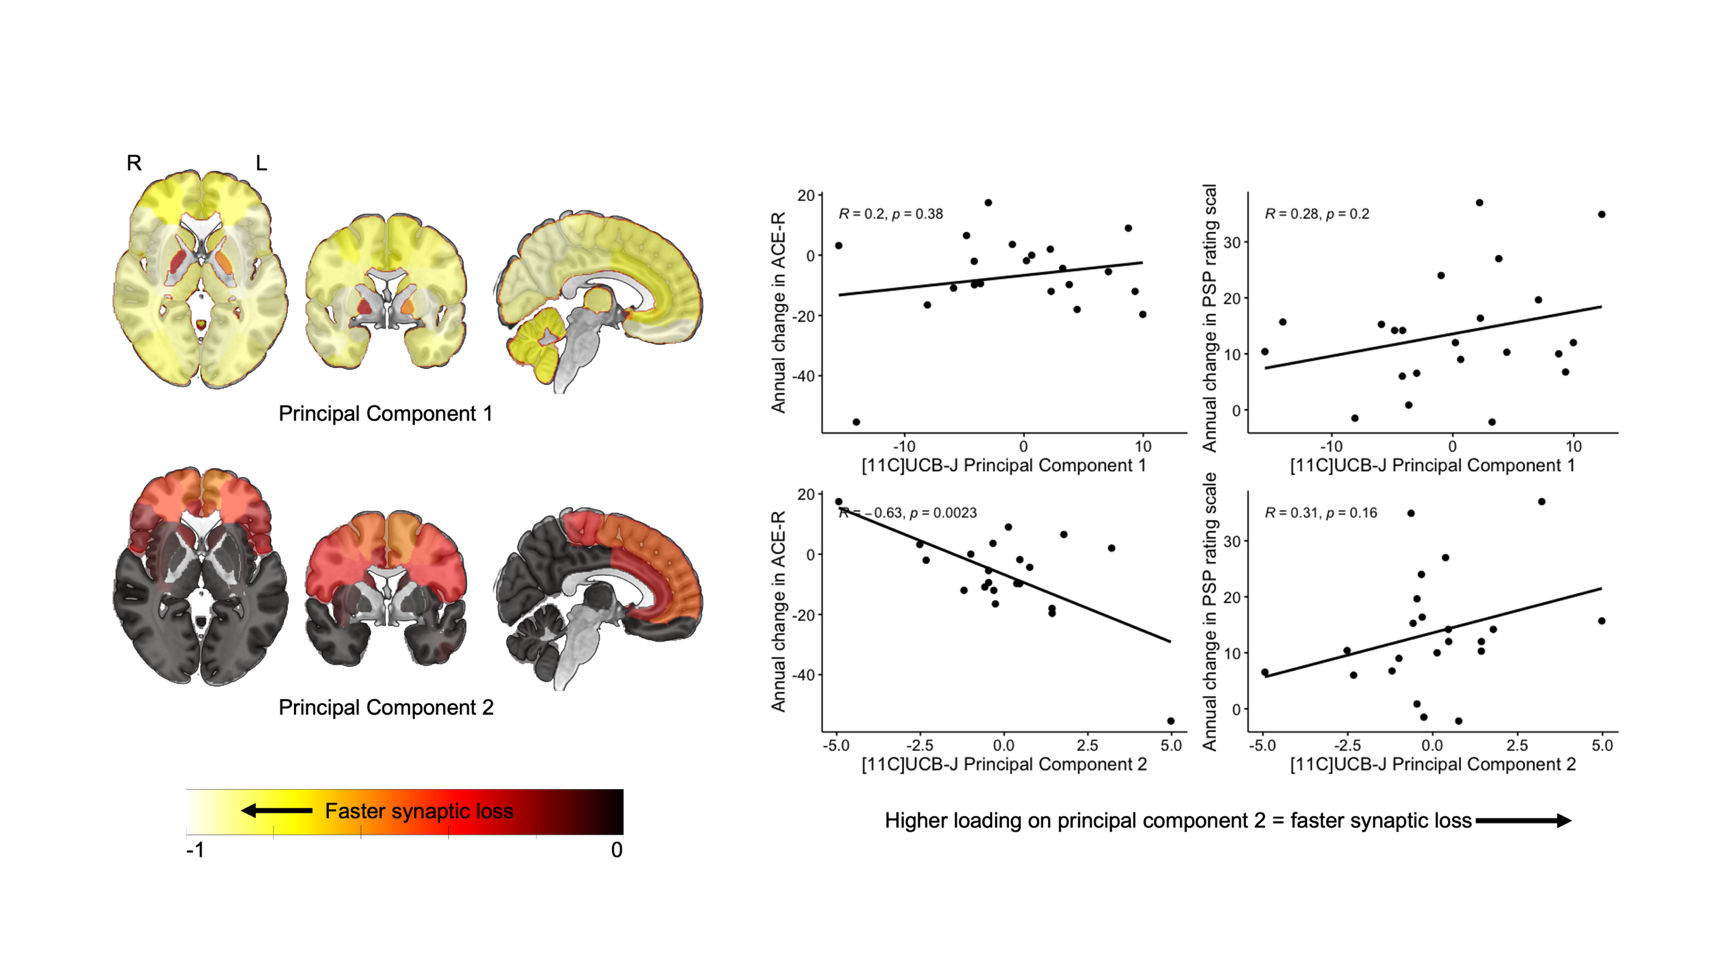 R L
Principal Component 1
Principal Component 2
Faster synaptic loss
-1 0
20
0
-20
-40
Annual change in ACE-R
R = 0.2, p = 0.38
-10 0 10
[11C]UCB-J Principal Component 1
30
20
10
0
Annual change in PSP rating scal
R = 0.28, p = 0.2
-10 0 10
[11C]UCB-J Principal Component 1
20
0
-20
-40
Annual change in ACE-R
R = –0.63, p = 0.0023
-5.0 -2.5 0.0 2.5 5.0
[11C]UCB-J Principal Component 2
30
20
10
0
Annual change in PSP rating scale
R = 0.31, p = 0.16
-5.0 -2.5 0.0 2.5 5.0
[11C]UCB-J Principal Component 2
Higher loading on principal component 2 = faster synaptic loss